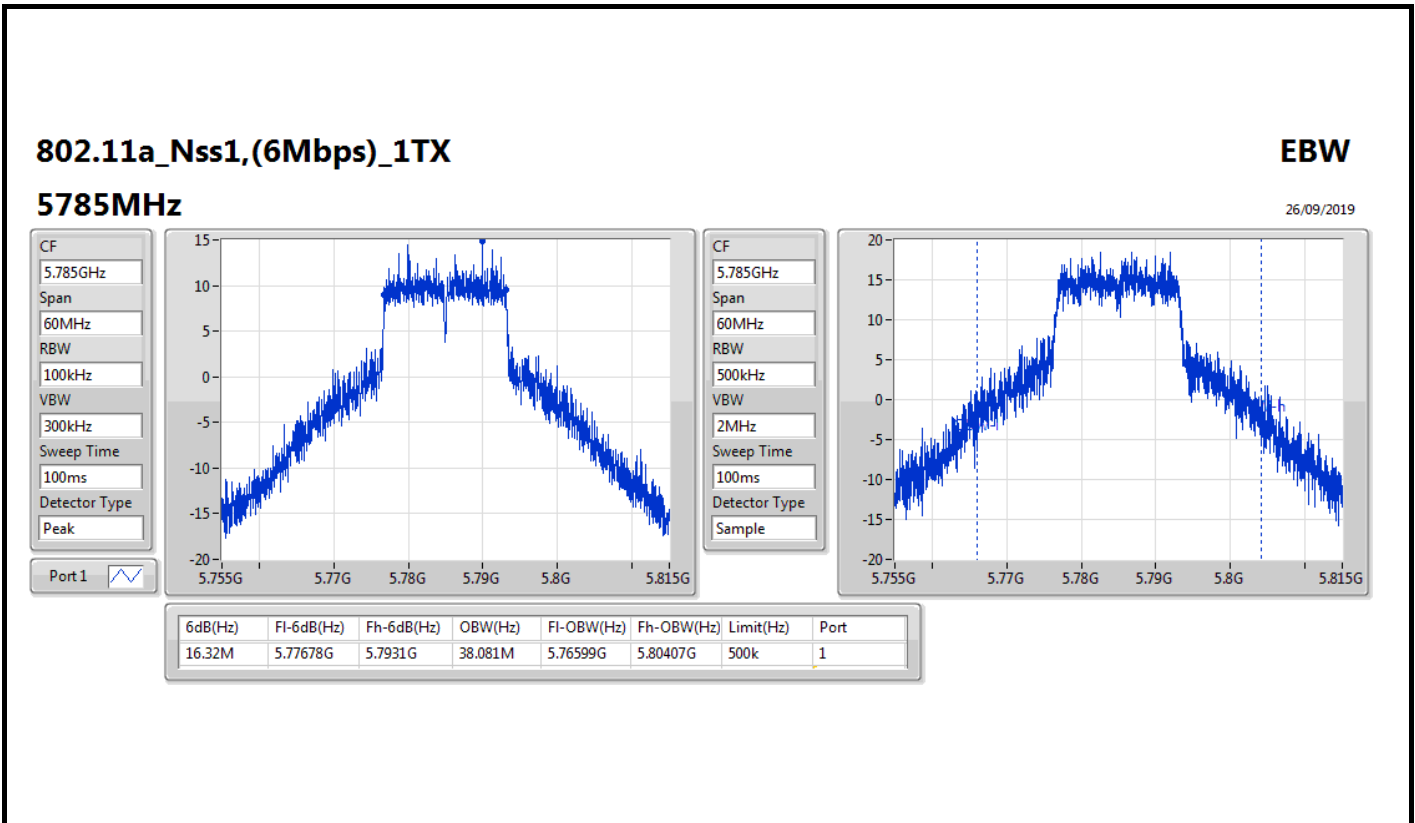 802.11a_Nss1,(6Mbps)_1TX
EBW
5785MHz
26/09/2019
CF
5.785GHz
Span
60MHz
RBW
100kHz
VBW
300kHz
Sweep Time
100ms
Detector Type
Peak
Port 1
15
10
5
0
-5
-10
-15
-20
5.755G 5.77G 5.78G 5.79G 5.8G 5.815G
CF
5.785GHz
Span
60MHz
RBW
500kHz
VBW
2MHz
Sweep Time
100ms
Detector Type
Sample
20
15
10
5
0
-5
-10
-15
-20
5.755G 5.77G 5.78G 5.79G 5.8G 5.815G
6dB(Hz) Fl-6dB(Hz) Fh-6dB(Hz) OBW(Hz) Fl-OBW(Hz) Fh-OBW(Hz) Limit(Hz) Port
16.32M 5.77678G 5.7931G 38.081M 5.76599G 5.80407G 500k 1